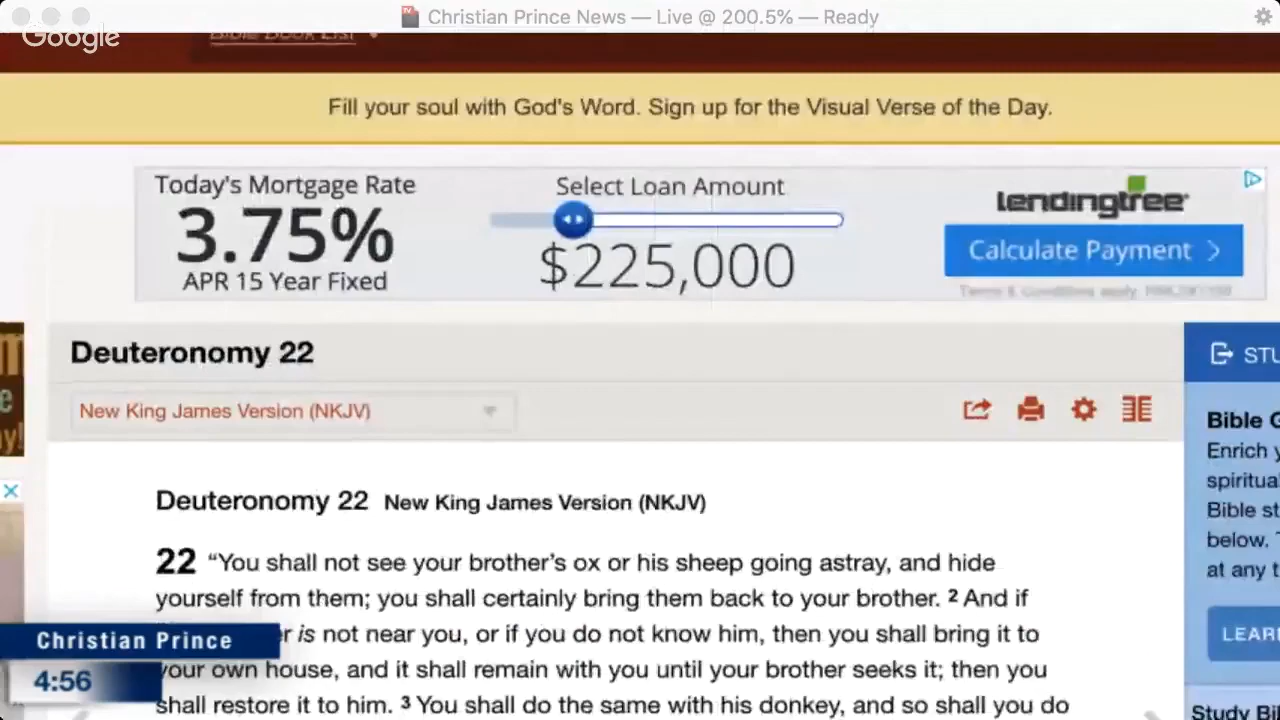 Christian Prince News — Live @ 200.5% — Ready
Google
Bible Book List
Fill your soul with God's Word. Sign up for the Visual Verse of the Day.
Today's Mortgage Rate
3.75%
APR 15 Year Fixed
Select Loan Amount
$225,000
lendingtree
Calculate Payment
Deuteronomy 22
STU
New King James Version (NKJV)
Bible G
Enrich y
spiritua
Bible st
below. T
at any t
LEAR
Study Bi
Deuteronomy 22 New King James Version (NKJV)
22 “You shall not see your brother’s ox or his sheep going astray, and hide
yourself from them; you shall certainly bring them back to your brother. 2 And if
r is not near you, or if you do not know him, then you shall bring it to
your own house, and it shall remain with you until your brother seeks it; then you
shall restore it to him. 3 You shall do the same with his donkey, and so shall you do
Christian Prince
4:56